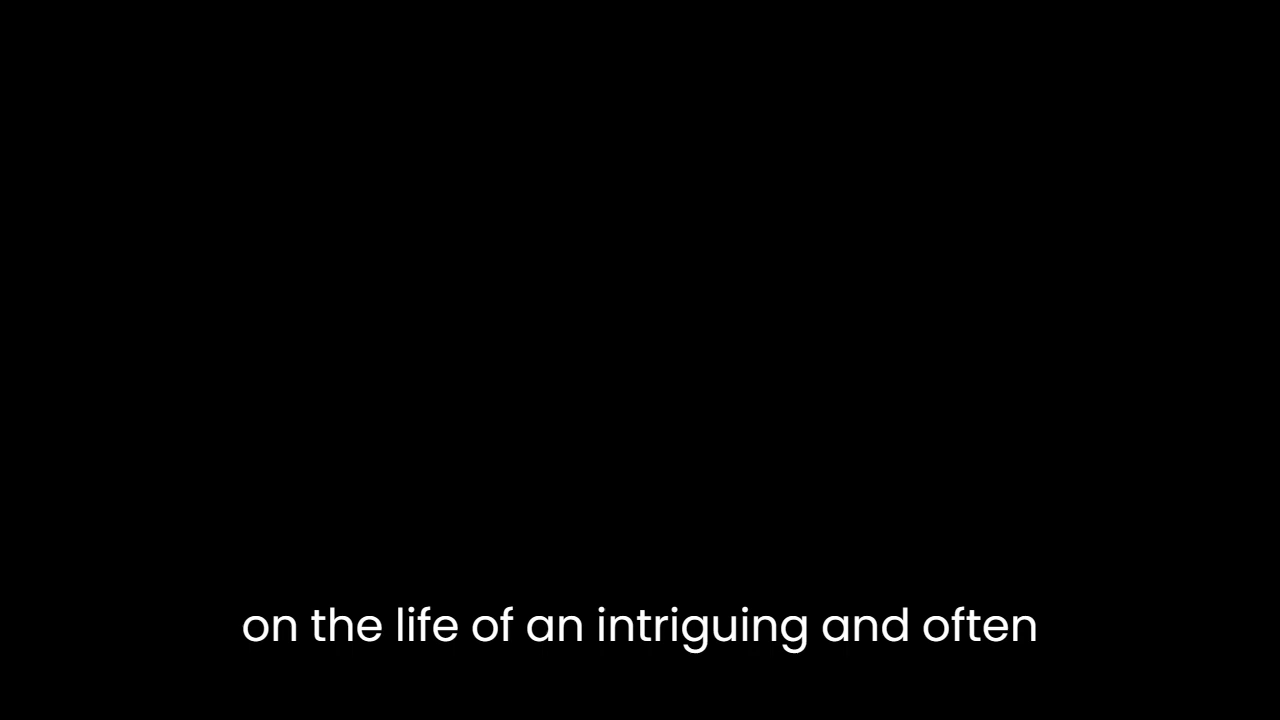 on the life of an intriguing and often